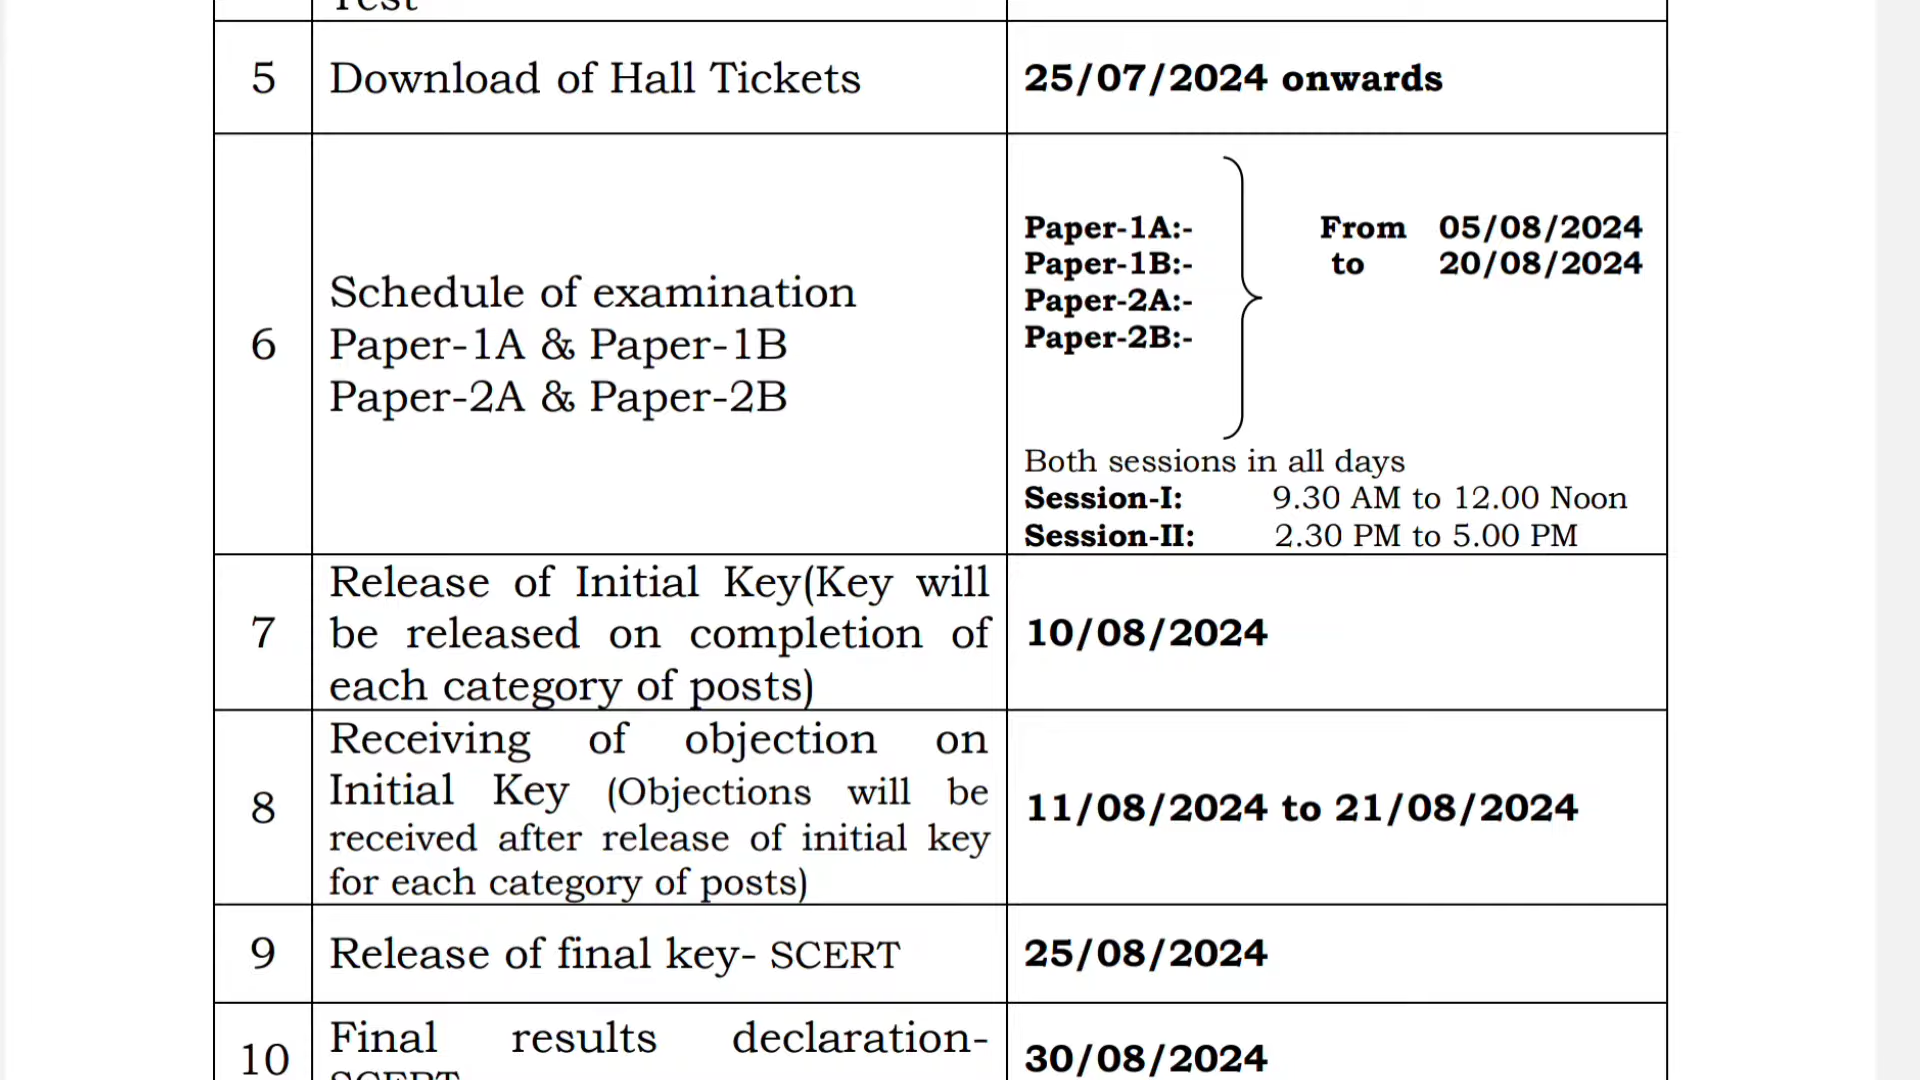 Test
5 Download of Hall Tickets 25/07/2024 onwards
6
Schedule of examination
Paper-1A & Paper-1B
Paper-2A & Paper-2B
Paper-1A:- From 05/08/2024
Paper-1B:- to 20/08/2024
Paper-2A:-
Paper-2B:-
Both sessions in all days
Session-I: 9.30 AM to 12.00 Noon
Session-II: 2.30 PM to 5.00 PM
7
Release of Initial Key(Key will
be released on completion of
each category of posts)
10/08/2024
8
Receiving of objection on
Initial Key (Objections will be
received after release of initial key
for each category of posts)
11/08/2024 to 21/08/2024
9 Release of final key- SCERT 25/08/2024
10
Final results declaration-
SCERT
30/08/2024